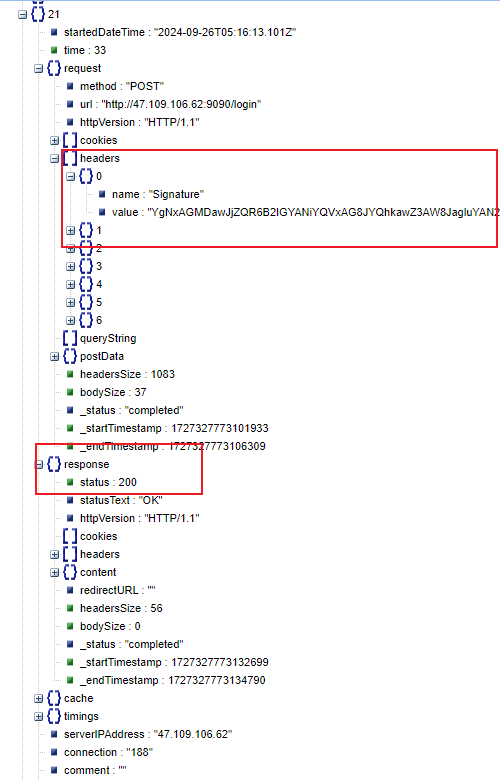 21
startedDateTime : "2024-09-26T05:16:13.101Z"
time : 33
request
method : "POST"
url : "http://47.109.106.62:9090/login"
httpVersion : "HTTP/1.1"
cookies
headers
0
name : "Signature"
value : "YgNxAGMDawJjZQR6B2IGYANiYQVxAG8JYQhkawZ3AW8JagluYAN2
1
2
3
4
5
6
queryString
postData
headersSize : 1083
bodySize : 37
_status : "completed"
_startTimestamp : 1727327773101933
_endTimestamp : 1727327773106309
response
status : 200
statusText : "OK"
httpVersion : "HTTP/1.1"
cookies
headers
content
redirectURL : ""
headersSize : 56
bodySize : 0
_status : "completed"
_startTimestamp : 1727327773132699
_endTimestamp : 1727327773134790
cache
timings
serverIPAddress : "47.109.106.62"
connection : "188"
comment : ""